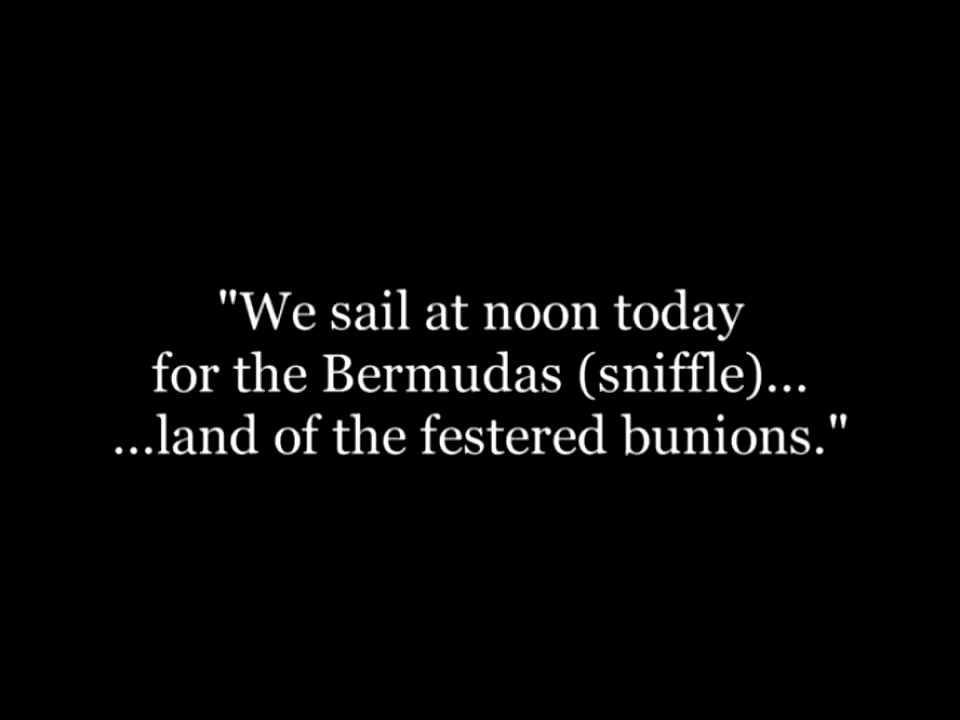 "We sail at noon today
for the Bermudas (sniffle)...
...land of the festered bunions."